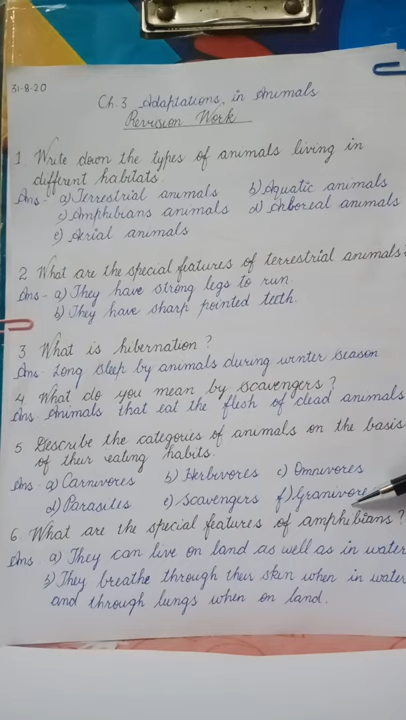 31-8-20
Ch.3 Adaptations in Animals
Revision Work
1 Write down the types of animals living in
different habitats.
Ans:- a) Terrestrial animals b) Aquatic animals
c) Amphibians animals d) Arboreal animals
e) Aerial animals
2. What are the special features of terrestrial animals?
Ans- a) They have strong legs to run.
b) They have sharp pointed teeth.
3 What is hibernation?
Ans- Long sleep by animals during winter season
4 What do you mean by scavengers?
Ans. Animals that eat the flesh of dead animals
5 Describe the categories of animals on the basis
of their eating habits.
Ans- a) Carnivores b) Herbivores c) Omnivores
d) Parasites e) Scavengers f) Granivore
6. What are the special features of amphibians?
Ans a) They can live on land as well as in water
b) They breathe through their skin when in water
and through lungs when on land.